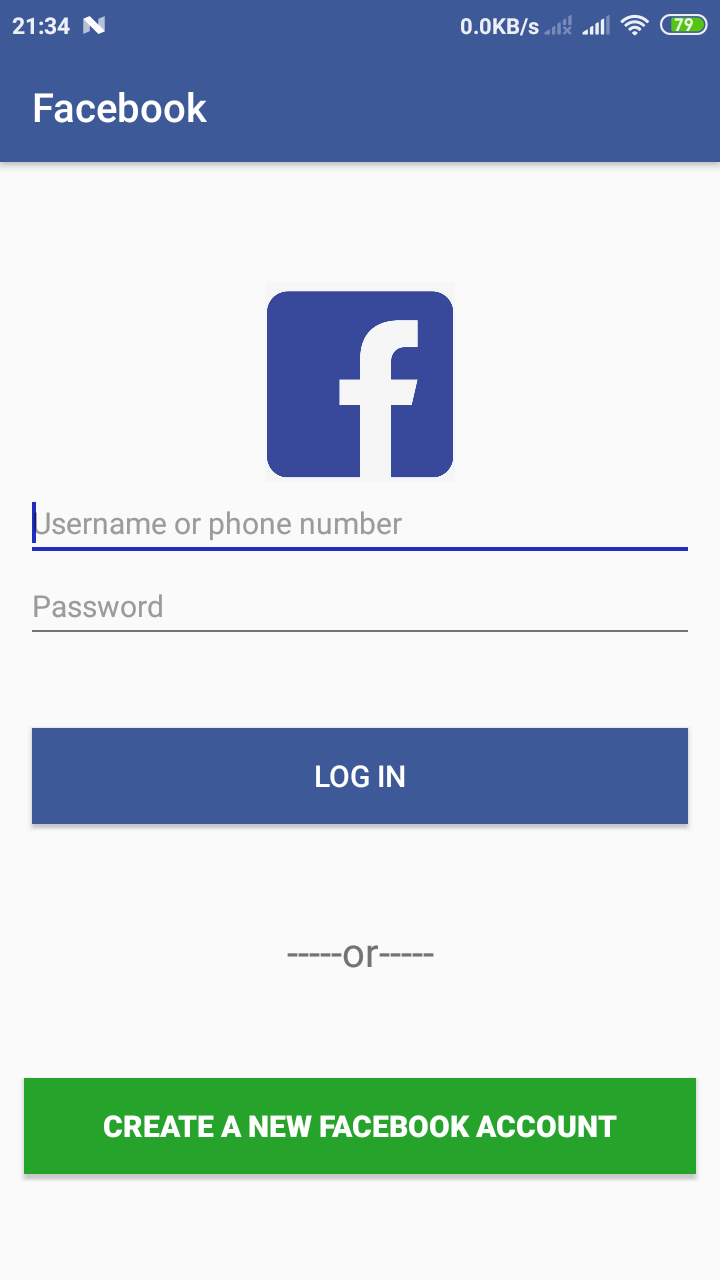 21:34 0.0KB/s 79
Facebook
f
Username or phone number
Password
LOG IN
-----or-----
CREATE A NEW FACEBOOK ACCOUNT